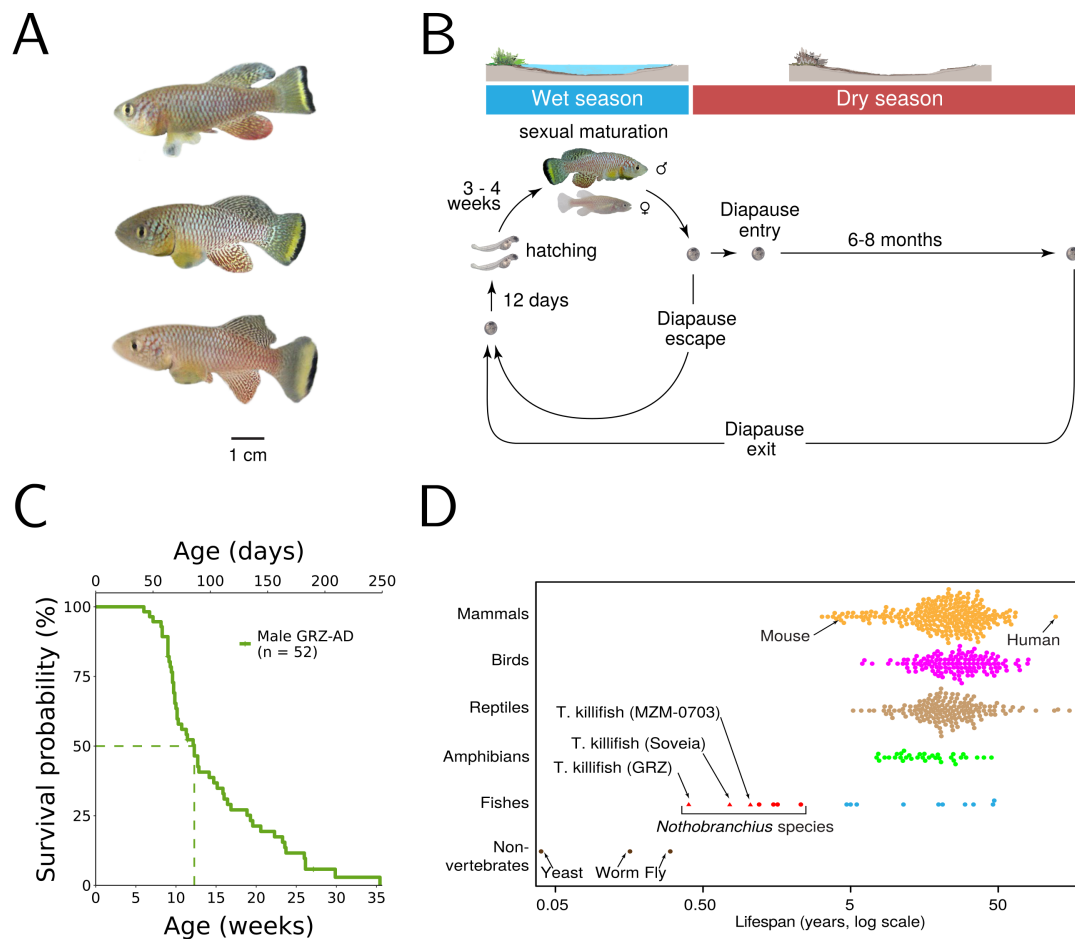 A
1 cm
B
Wet season
Dry season
sexual maturation
♂
♀
3 - 4
weeks
hatching
12 days
Diapause
entry
6-8 months
Diapause
escape
Diapause
exit
C
Age (days)
0 50 100 150 200 250
Survival probability (%)
100
75
50
25
0
Male GRZ-AD
(n = 52)
0 5 10 15 20 25 30 35
Age (weeks)
D
Mammals
Mouse
Human
Birds
Reptiles
T. killifish (MZM-0703)
T. killifish (Soveia)
T. killifish (GRZ)
Amphibians
Fishes
Nothobranchius species
Non-
vertebrates
Yeast
Worm
Fly
0.05 0.50 5 50
Lifespan (years, log scale)